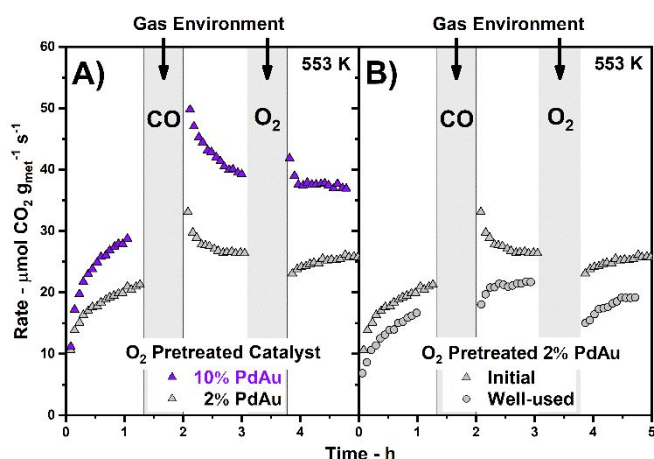 Gas Environment
Gas Environment
60
50
40
30
20
10
0
Rate - μmol CO₂ gₘₑₜ⁻¹ s⁻¹
A)
553 K
CO
O₂
O₂ Pretreated Catalyst
10% PdAu
2% PdAu
0 1 2 3 4
B)
553 K
CO
O₂
O₂ Pretreated 2% PdAu
Initial
Well-used
0 1 2 3 4 5
Time - h